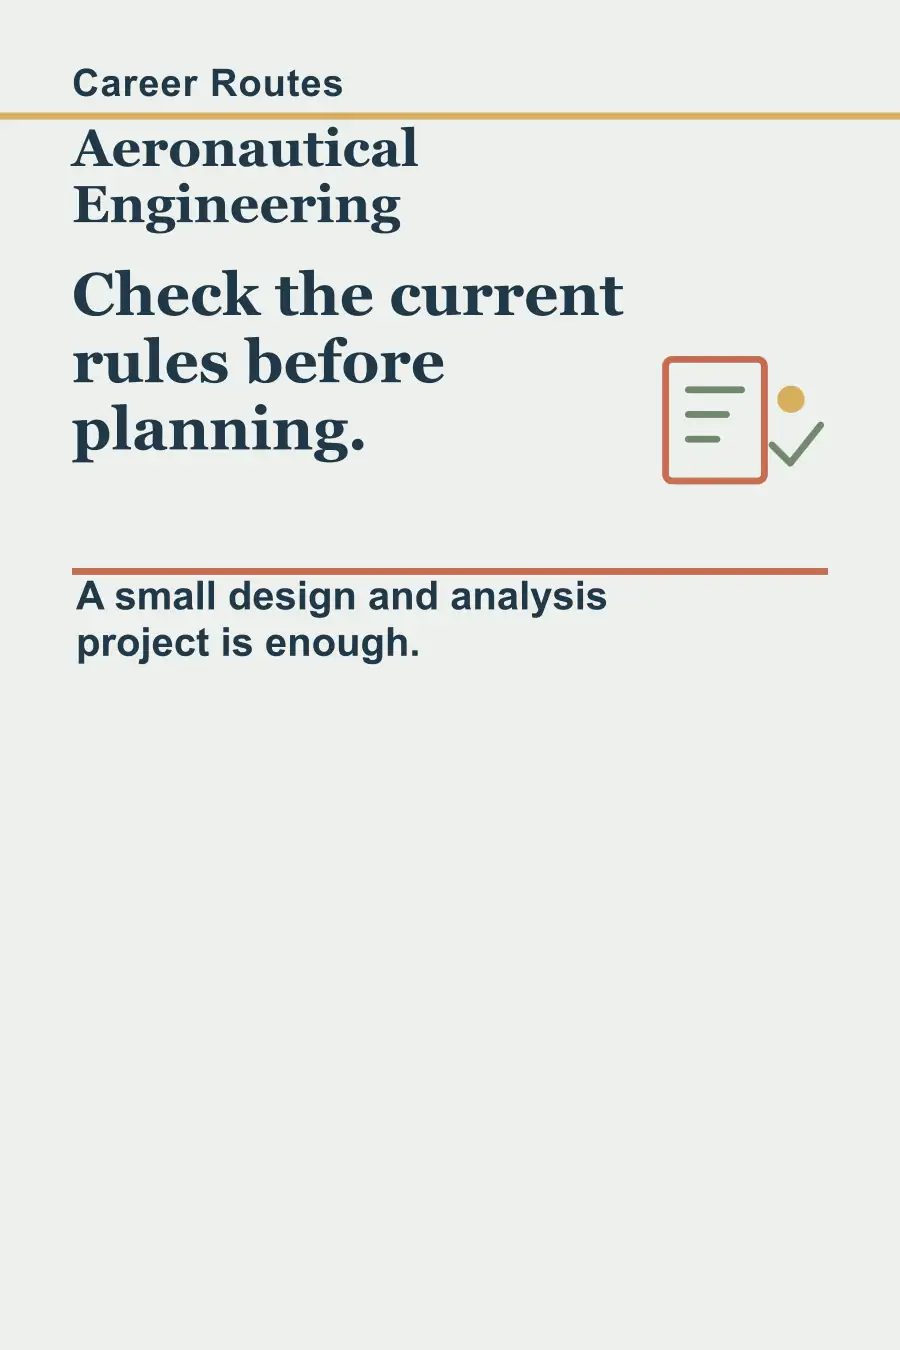 Career Routes
Aeronautical
Engineering
Check the current
rules before
planning.
A small design and analysis
project is enough.